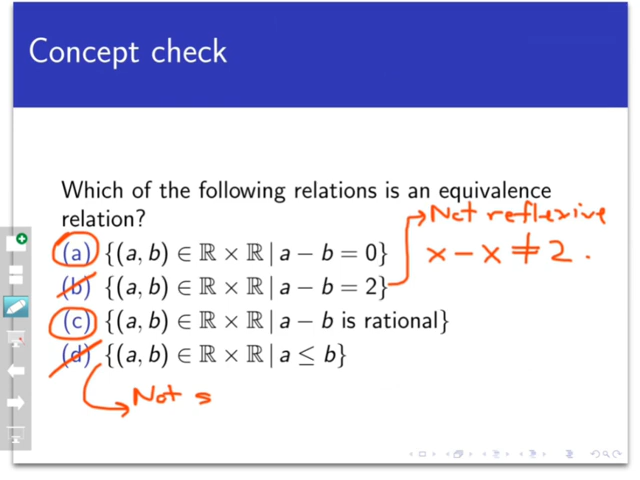 Concept check
Which of the following relations is an equivalence
relation?
Not reflexive
(a) {(a, b) ∈ ℝ × ℝ | a − b = 0}
x − x ≠ 2 .
(b) {(a, b) ∈ ℝ × ℝ | a − b = 2}
(c) {(a, b) ∈ ℝ × ℝ | a − b is rational}
(d) {(a, b) ∈ ℝ × ℝ | a ≤ b}
Not s